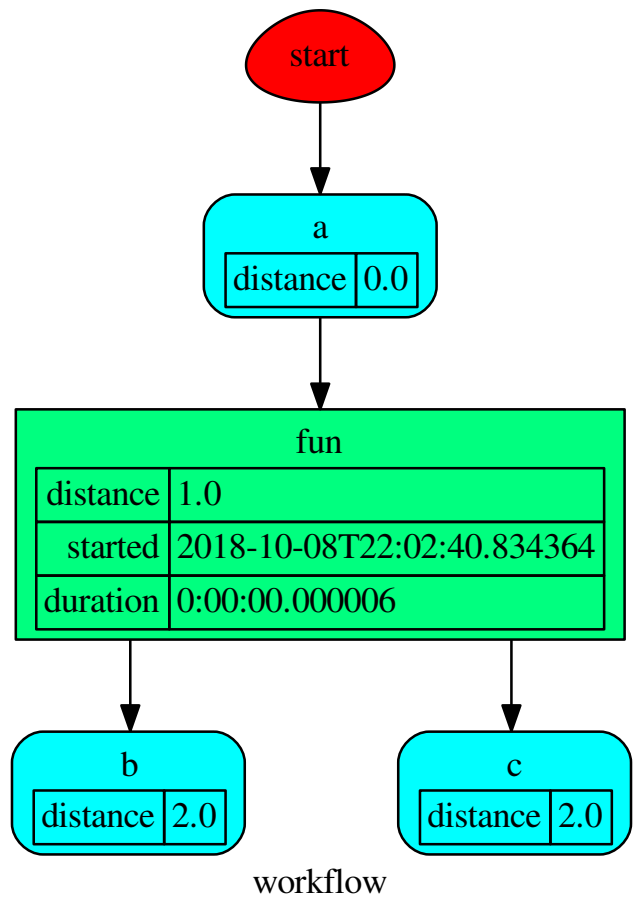 start
a
distance 0.0
fun
distance 1.0
started 2018-10-08T22:02:40.834364
duration 0:00:00.000006
b
distance 2.0
c
distance 2.0
workflow